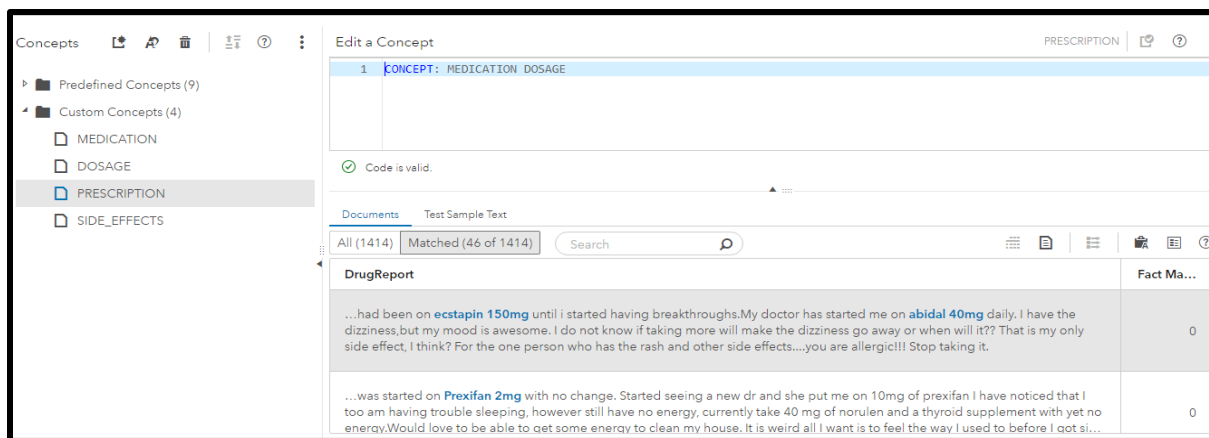 Concepts
Edit a Concept
PRESCRIPTION
1 CONCEPT: MEDICATION DOSAGE
Predefined Concepts (9)
Custom Concepts (4)
MEDICATION
DOSAGE
PRESCRIPTION
SIDE_EFFECTS
Code is valid.
Documents Test Sample Text
All (1414) Matched (46 of 1414) Search
DrugReport Fact Ma...
...had been on ecstapin 150mg until i started having breakthroughs.My doctor has started me on abidal 40mg daily. I have the
dizziness,but my mood is awesome. I do not know if taking more will make the dizziness go away or when will it?? That is my only
side effect, I think? For the one person who has the rash and other side effects....you are allergic!!! Stop taking it.
0
...was started on Prexifan 2mg with no change. Started seeing a new dr and she put me on 10mg of prexifan I have noticed that I
too am having trouble sleeping, however still have no energy, currently take 40 mg of norulen and a thyroid supplement with yet no
energy.Would love to be able to get some energy to clean my house. It is weird all I want is to feel the way I used to before I got si...
0